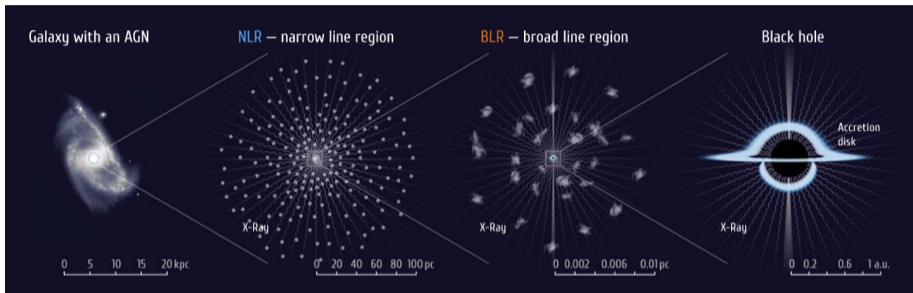 Galaxy with an AGN
NLR — narrow line region
BLR — broad line region
Black hole
Accretion
disk
X-Ray
X-Ray
X-Ray
0 5 10 15 20 kpc
0 20 40 60 80 100 pc
0 0.002 0.006 0.01 pc
0 0.2 0.6 1 a.u.